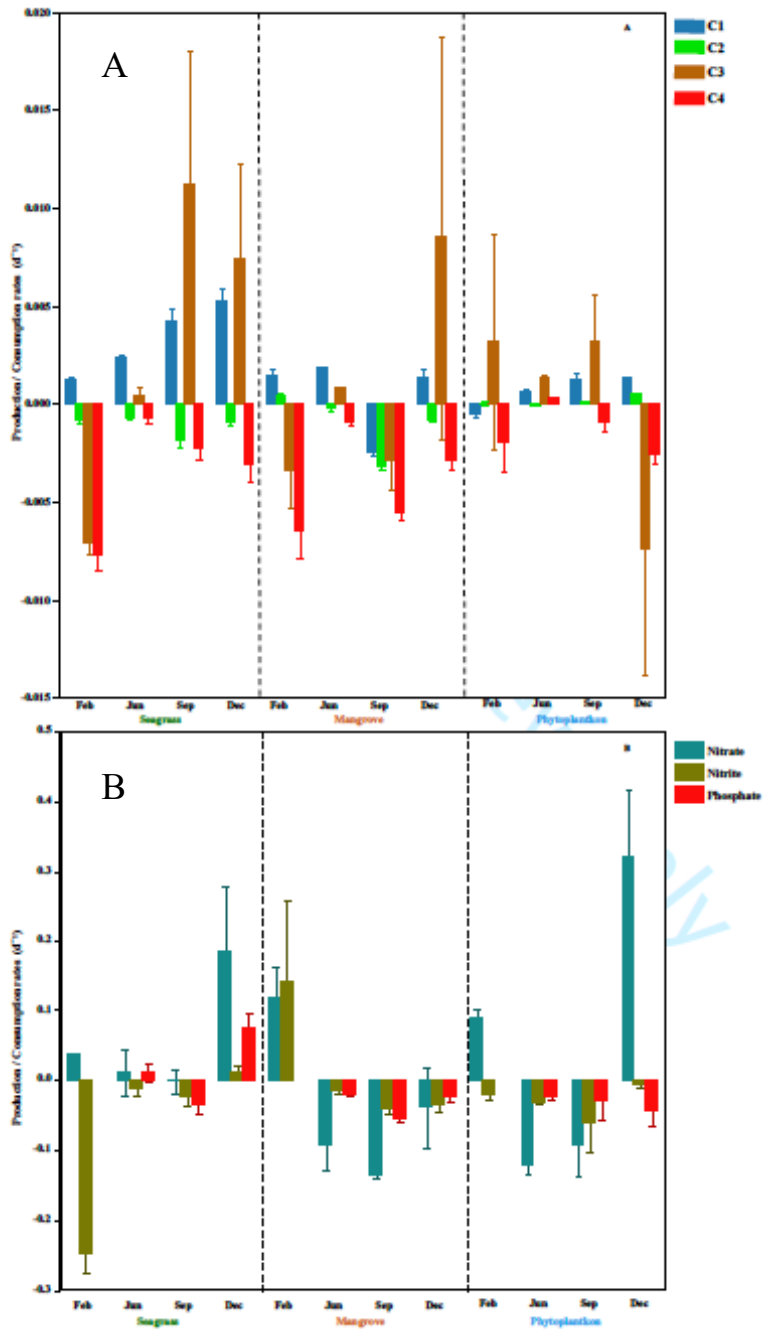 0.020
A
A
C1
C2
C3
C4
0.015
0.010
0.005
0.000
-0.005
-0.010
-0.015
Production / Consumption rates (d⁻¹)
Feb Jun Sep Dec Feb Jun Sep Dec Feb Jun Sep Dec
Seagrass Mangrove Phytoplantkon
0.5
B
B
Nitrate
Nitrite
Phosphate
0.4
0.3
0.2
0.1
0.0
-0.1
-0.2
-0.3
Production / Consumption rates (d⁻¹)
Feb Jun Sep Dec Feb Jun Sep Dec Feb Jun Sep Dec
Seagrass Mangrove Phytoplantkon